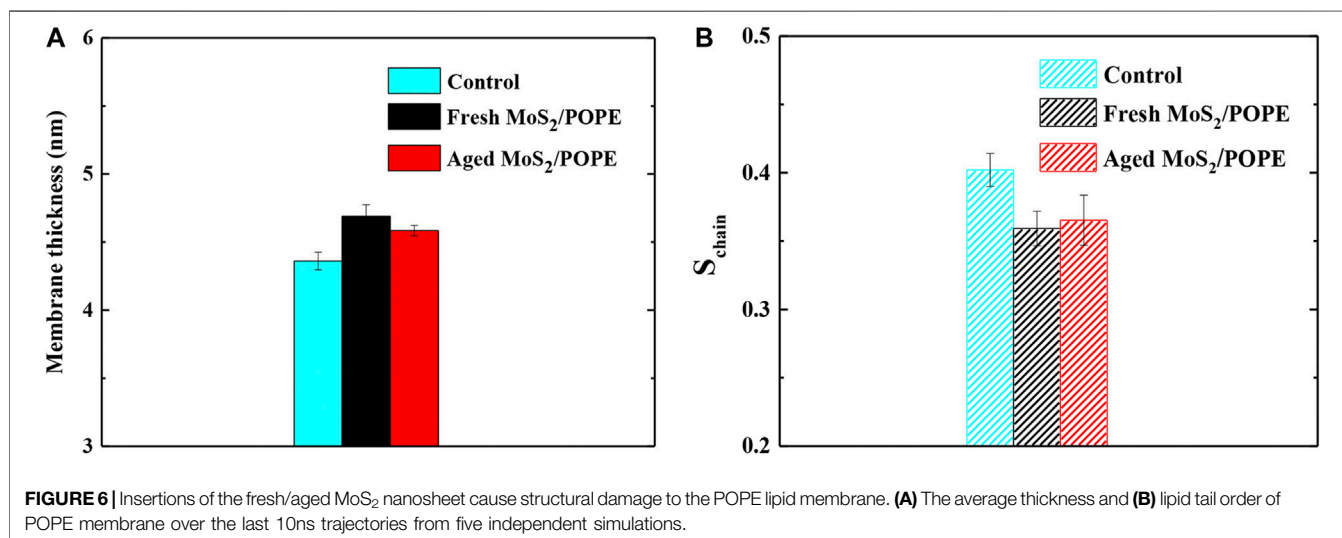 A
6
5
4
3
Membrane thickness (nm)
Control
Fresh MoS₂/POPE
Aged MoS₂/POPE
B
0.5
0.4
0.3
0.2
S_chain
Control
Fresh MoS₂/POPE
Aged MoS₂/POPE
FIGURE 6 | Insertions of the fresh/aged MoS₂ nanosheet cause structural damage to the POPE lipid membrane. (A) The average thickness and (B) lipid tail order of
POPE membrane over the last 10ns trajectories from five independent simulations.